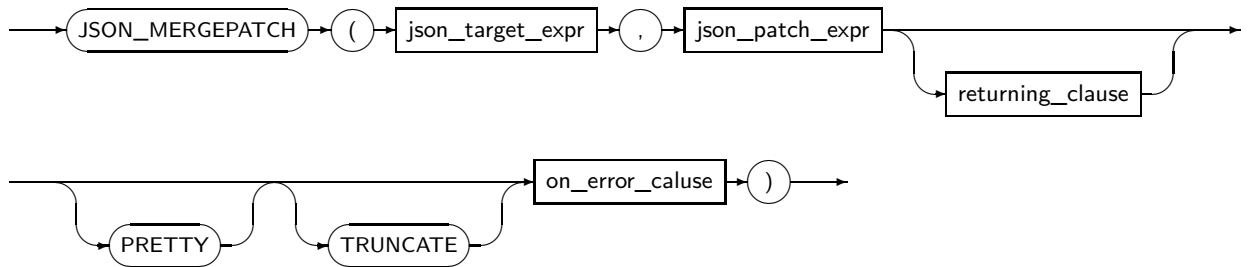 JSON_MERGEPATCH ( json_target_expr , json_patch_expr
returning_clause
on_error_caluse )
PRETTY TRUNCATE